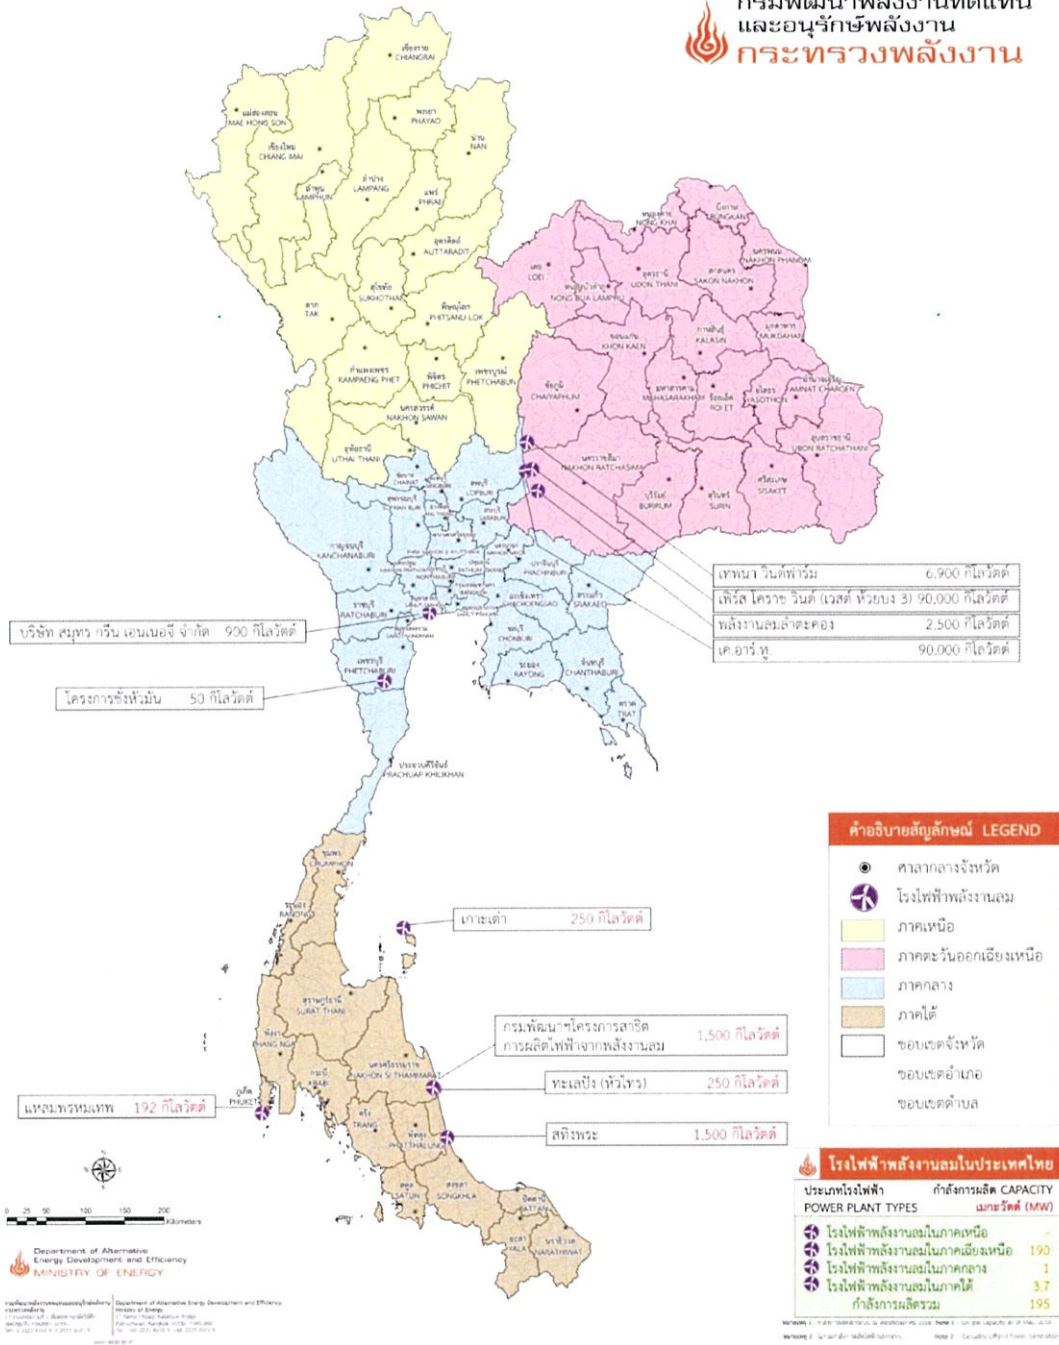 กรมพัฒนาพลังงานทดแทน
และอนุรักษ์พลังงาน
กระทรวงพลังงาน
เชียงราย
CHIANGRAI
แม่ฮ่องสอน
MAE HONG SON
พะเยา
PHAYAO
น่าน
NAN
เชียงใหม่
CHIANG MAI
ลำพูน
LAMPHUN
ลำปาง
LAMPANG
แพร่
PHRAE
อุตรดิตถ์
AUTTARADIT
สุโขทัย
SUKHOTHAI
ตาก
TAK
พิษณุโลก
PHITSANU LOK
กำแพงเพชร
KAMPAENG PHET
พิจิตร
PHICHIT
เพชรบูรณ์
PHETCHABUN
นครสวรรค์
NAKHON SAWAN
อุทัยธานี
UTHAI THANI
เลย
LOEI
หนองคาย
NONG KHAI
บึงกาฬ
BUNGKAN
หนองบัวลำภู
NONG BUA LAMPHU
อุดรธานี
UDON THANI
สกลนคร
SAKON NAKHON
นครพนม
NAKHON PHANOM
ขอนแก่น
KHON KAEN
กาฬสินธุ์
KALASIN
มุกดาหาร
MUKDAHAN
ชัยภูมิ
CHAIYAPHUM
มหาสารคาม
MAHASARAKHAM
ร้อยเอ็ด
ROI ET
ยโสธร
YASOTHON
อำนาจเจริญ
AMNAT CHAROEN
อุบลราชธานี
UBON RATCHATHANI
นครราชสีมา
NAKHON RATCHASIMA
บุรีรัมย์
BURIRUM
สุรินทร์
SURIN
ศรีสะเกษ
SISAKET
ชัยนาท
CHAINAT
ลพบุรี
LOPBURI
กาญจนบุรี
KANCHANABURI
ปราจีนบุรี
PRACHINBURI
สระแก้ว
SRAKAEO
ราชบุรี
RATCHABURI
ฉะเชิงเทรา
CHECHOENGSAO
ชลบุรี
CHONBURI
ระยอง
RAYONG
จันทบุรี
CHANTHABURI
ตราด
TRAT
เพชรบุรี
PHETCHABURI
ประจวบคีรีขันธ์
PRACHUAP KHILIKHAN
เทพนา วินด์ฟาร์ม 6,900 กิโลวัตต์
เฟิร์ส โคราช วินด์ (เวสต์ ห้วยบง 3) 90,000 กิโลวัตต์
พลังงานลมลำตะคอง 2,500 กิโลวัตต์
เค.อาร์.ทู. 90,000 กิโลวัตต์
บริษัท สมุทร กรีน เอนเนอจี จำกัด 900 กิโลวัตต์
โครงการชั่งหัวมัน 50 กิโลวัตต์
ชุมพร
CHUMPHON
ระนอง
RANONG
สุราษฎร์ธานี
SURAT THANI
พังงา
PHANG NGA
กระบี่
KRABI
นครศรีธรรมราช
NAKHON SI THAMMARAT
ภูเก็ต
PHUKET
ตรัง
TRANG
พัทลุง
PHATTHALUNG
สตูล
SATUN
สงขลา
SONGKHLA
ปัตตานี
PATTANI
ยะลา
YALA
นราธิวาส
NARATHIWAT
เกาะเต่า 250 กิโลวัตต์
กรมพัฒนาฯโครงการสาธิต
การผลิตไฟฟ้าจากพลังงานลม 1,500 กิโลวัตต์
ทะเลปัง (หัวไทร) 250 กิโลวัตต์
สทิงพระ 1,500 กิโลวัตต์
แหลมพรหมเทพ 192 กิโลวัตต์
คำอธิบายสัญลักษณ์ LEGEND
ศาลากลางจังหวัด
โรงไฟฟ้าพลังงานลม
ภาคเหนือ
ภาคตะวันออกเฉียงเหนือ
ภาคกลาง
ภาคใต้
ขอบเขตจังหวัด
ขอบเขตอำเภอ
ขอบเขตตำบล
โรงไฟฟ้าพลังงานลมในประเทศไทย
ประเภทโรงไฟฟ้า กำลังการผลิต CAPACITY
POWER PLANT TYPES เมกะวัตต์ (MW)
โรงไฟฟ้าพลังงานลมในภาคเหนือ -
โรงไฟฟ้าพลังงานลมในภาคเฉียงเหนือ 190
โรงไฟฟ้าพลังงานลมในภาคกลาง 1
โรงไฟฟ้าพลังงานลมในภาคใต้ 3.7
กำลังการผลิตรวม 195
0 25 50 100 150 200
Kilometers
Department of Alternative
Energy Development and Efficiency
MINISTRY OF ENERGY